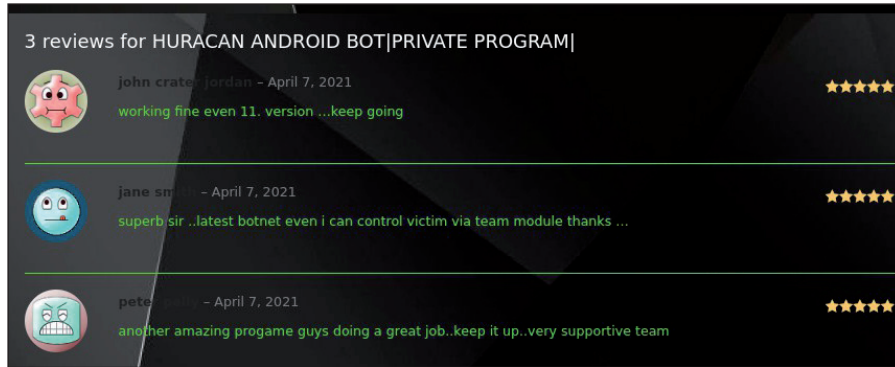 3 reviews for HURACAN ANDROID BOT|PRIVATE PROGRAM|
john crater jordan – April 7, 2021
working fine even 11. version ...keep going
jane – April 7, 2021
superb sir ..latest botnet even i can control victim via team module thanks ...
peter – April 7, 2021
another amazing progame guys doing a great job..keep it up..very supportive team